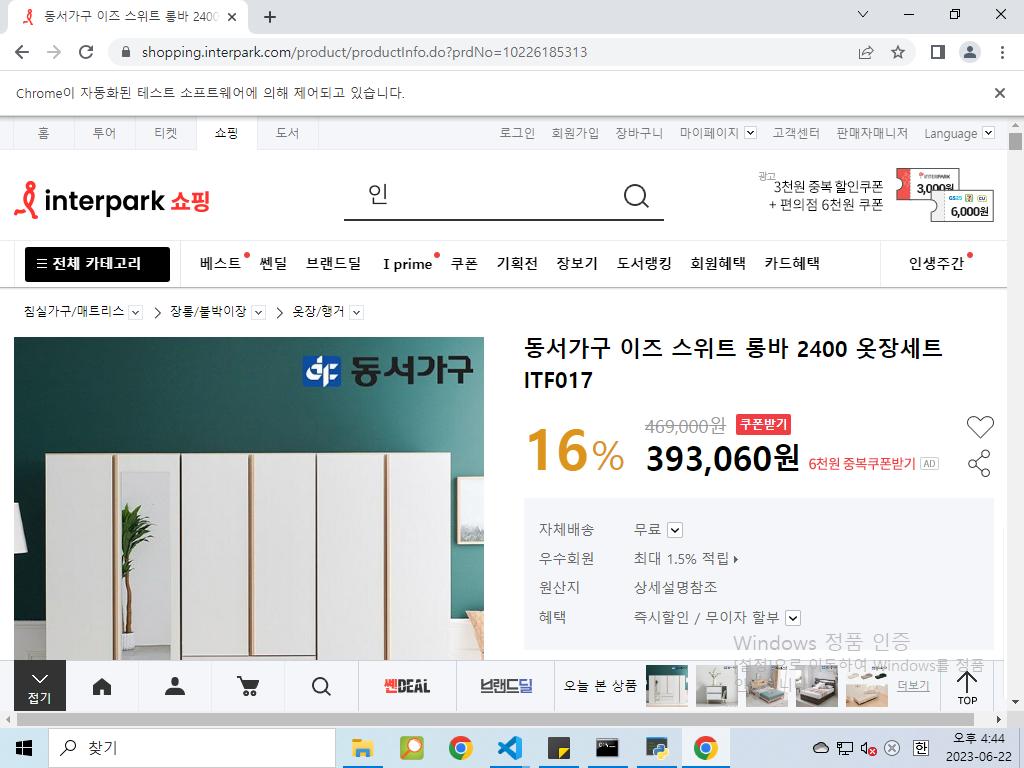 동서가구 이즈 스위트 롱바 2400
shopping.interpark.com/product/productInfo.do?prdNo=10226185313
Chrome이 자동화된 테스트 소프트웨어에 의해 제어되고 있습니다.
홈 투어 티켓 쇼핑 도서 로그인 회원가입 장바구니 마이페이지 고객센터 판매자매니저 Language
광고
interpark 쇼핑 인 3천원 중복 할인쿠폰 INTERPARK 3,000원
+ 편의점 6천원 쿠폰 GS25 CU 6,000원
전체 카테고리 베스트 쎈딜 브랜드딜 I prime 쿠폰 기획전 장보기 도서랭킹 회원혜택 카드혜택 인생주간
침실가구/매트리스 장롱/붙박이장 옷장/행거
동서가구
동서가구 이즈 스위트 롱바 2400 옷장세트
ITF017
16% 469,000원 쿠폰받기
393,060원 6천원 중복쿠폰받기 AD
자체배송 무료
우수회원 최대 1.5% 적립
원산지 상세설명참조
혜택 즉시할인 / 무이자 할부
Windows 정품 인증
[설정]으로 이동하여 Windows를 정품
접기 쎈DEAL 브랜드딜 오늘 본 상품 더보기 TOP
찾기 한 오후 4:44
2023-06-22